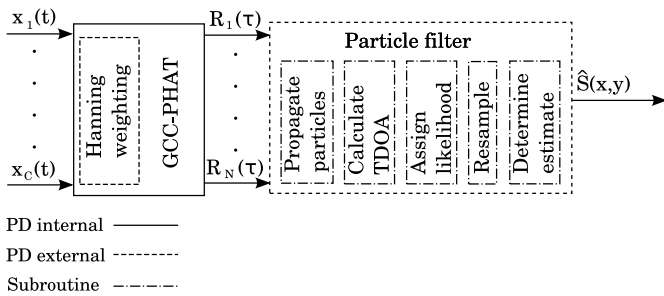 x₁(t)
x_C(t)
Hanning
weighting
GCC-PHAT
R₁(τ)
R_N(τ)
Particle filter
Propagate
particles
Calculate
TDOA
Assign
likelihood
Resample
Determine
estimate
Ŝ(x,y)
PD internal
PD external
Subroutine